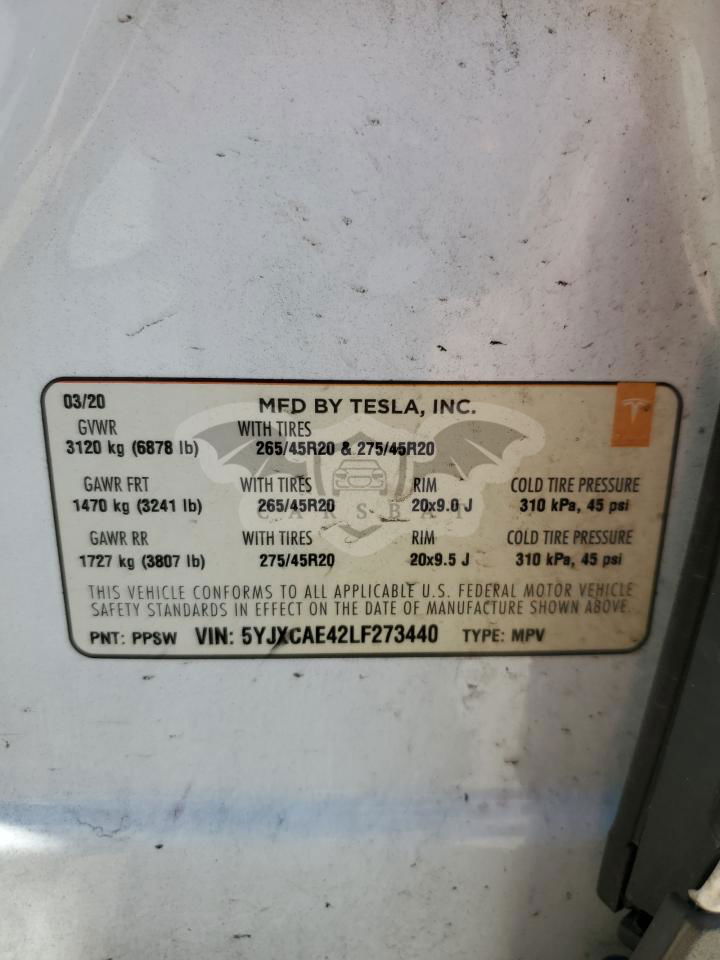 03/20 MFD BY TESLA, INC.
GVWR WITH TIRES
3120 kg (6878 lb) 265/45R20 & 275/45R20
GAWR FRT WITH TIRES RIM COLD TIRE PRESSURE
1470 kg (3241 lb) 265/45R20 20x9.0 J 310 kPa, 45 psi
CARSBAT
GAWR RR WITH TIRES RIM COLD TIRE PRESSURE
1727 kg (3807 lb) 275/45R20 20x9.5 J 310 kPa, 45 psi
THIS VEHICLE CONFORMS TO ALL APPLICABLE U.S. FEDERAL MOTOR VEHICLE
SAFETY STANDARDS IN EFFECT ON THE DATE OF MANUFACTURE SHOWN ABOVE.
PNT: PPSW VIN: 5YJXCAE42LF273440 TYPE: MPV